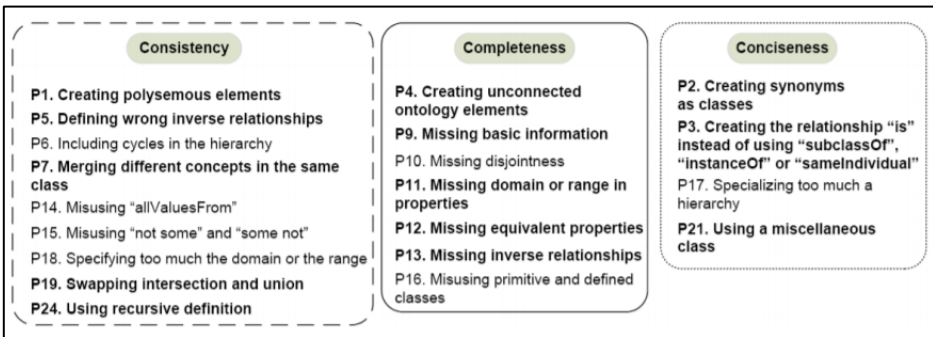 Consistency
P1. Creating polysemous elements
P5. Defining wrong inverse relationships
P6. Including cycles in the hierarchy
P7. Merging different concepts in the same
class
P14. Misusing “allValuesFrom”
P15. Misusing “not some” and “some not”
P18. Specifying too much the domain or the range
P19. Swapping intersection and union
P24. Using recursive definition
Completeness
P4. Creating unconnected
ontology elements
P9. Missing basic information
P10. Missing disjointness
P11. Missing domain or range in
properties
P12. Missing equivalent properties
P13. Missing inverse relationships
P16. Misusing primitive and defined
classes
Conciseness
P2. Creating synonyms
as classes
P3. Creating the relationship “is”
instead of using “subclassOf”,
“instanceOf” or “sameIndividual”
P17. Specializing too much a
hierarchy
P21. Using a miscellaneous
class